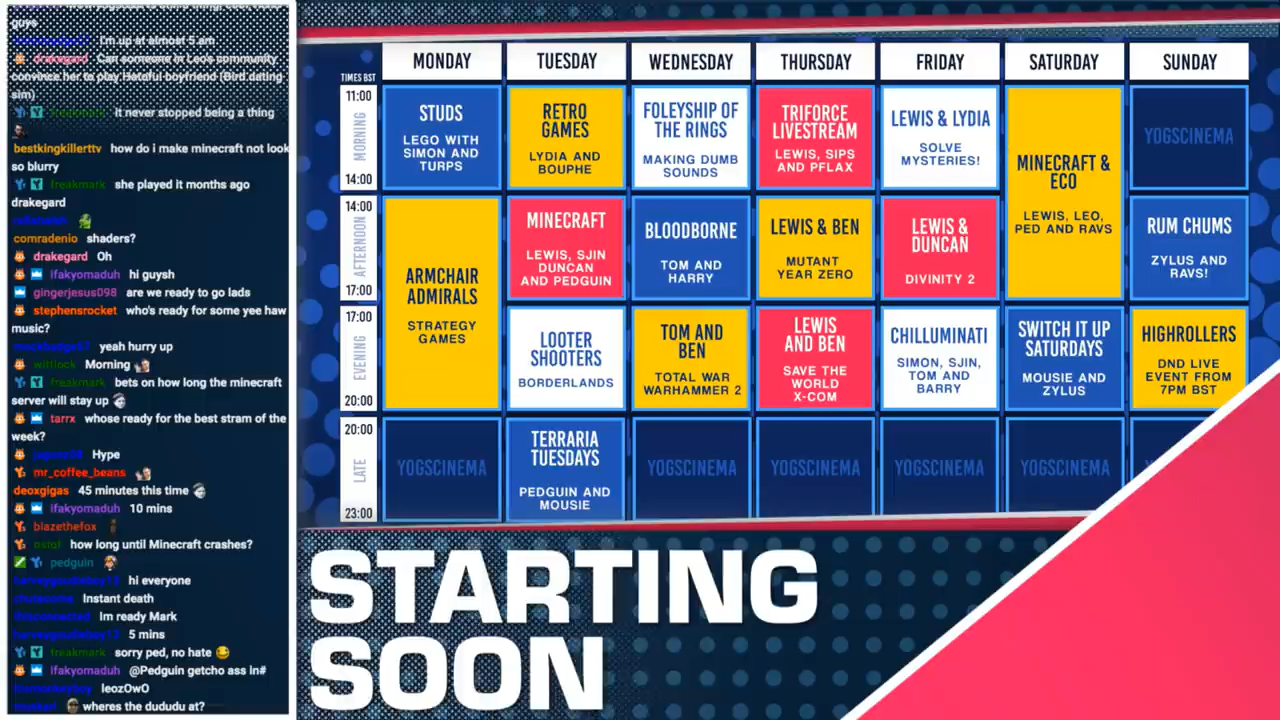 guys
I'm up at almost 5 am
drakegard Can someone in Leo's community
convince her to play Hateful boyfriend (Bird dating
sim)
freakmark it never stopped being a thing
bestkingkillerttv how do i make minecraft not look
so blurry
freakmark she played it months ago
drakegard
comradenio shaders?
drakegard Oh
ifakyomaduh hi guysh
gingerjesus098 are we ready to go lads
stephensrocket who's ready for some yee haw
music?
yeah hurry up
wittlock Morning
freakmark bets on how long the minecraft
server will stay up
tarrx whose ready for the best stram of the
week?
Hype
mr_coffee_beans
deoxgigas 45 minutes this time
ifakyomaduh 10 mins
blazethefox
how long until Minecraft crashes?
pedguin
hi everyone
Instant death
Im ready Mark
5 mins
freakmark sorry ped, no hate
ifakyomaduh @Pedguin getcho ass in#
leozOwO
wheres the dududu at?
TIMES BST
MONDAY TUESDAY WEDNESDAY THURSDAY FRIDAY SATURDAY SUNDAY
11:00
MORNING
14:00
STUDS
LEGO WITH
SIMON AND
TURPS
RETRO
GAMES
LYDIA AND
BOUPHE
FOLEYSHIP OF
THE RINGS
MAKING DUMB
SOUNDS
TRIFORCE
LIVESTREAM
LEWIS, SIPS
AND PFLAX
LEWIS & LYDIA
SOLVE
MYSTERIES!
MINECRAFT &
ECO
LEWIS, LEO,
PED AND RAVS
YOGSCINEMA
14:00
AFTERNOON
17:00
ARMCHAIR
ADMIRALS
STRATEGY
GAMES
MINECRAFT
LEWIS, SJIN
DUNCAN
AND PEDGUIN
BLOODBORNE
TOM AND
HARRY
LEWIS & BEN
MUTANT
YEAR ZERO
LEWIS &
DUNCAN
DIVINITY 2
RUM CHUMS
ZYLUS AND
RAVS!
17:00
EVENING
20:00
LOOTER
SHOOTERS
BORDERLANDS
TOM AND
BEN
TOTAL WAR
WARHAMMER 2
LEWIS
AND BEN
SAVE THE
WORLD
X-COM
CHILLUMINATI
SIMON, SJIN,
TOM AND
BARRY
SWITCH IT UP
SATURDAYS
MOUSIE AND
ZYLUS
HIGHROLLERS
DND LIVE
EVENT FROM
7PM BST
20:00
LATE
23:00
YOGSCINEMA
TERRARIA
TUESDAYS
PEDGUIN AND
MOUSIE
YOGSCINEMA
YOGSCINEMA
YOGSCINEMA
YOGSCINEMA
STARTING
SOON